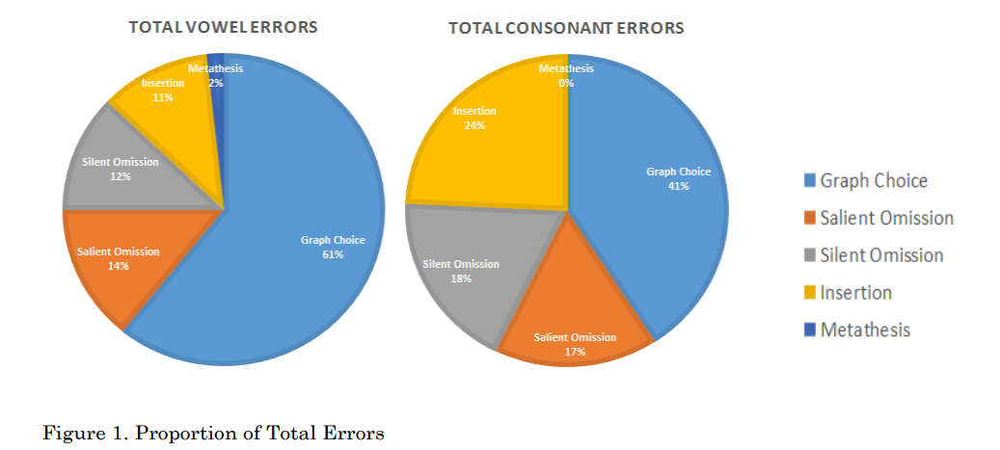 TOTAL VOWEL ERRORS
Metathesis
2%
Insertion
11%
Silent Omission
12%
Salient Omission
14%
Graph Choice
61%
TOTAL CONSONANT ERRORS
Metathesis
0%
Insertion
24%
Graph Choice
41%
Silent Omission
18%
Salient Omission
17%
Graph Choice
Salient Omission
Silent Omission
Insertion
Metathesis
Figure 1. Proportion of Total Errors